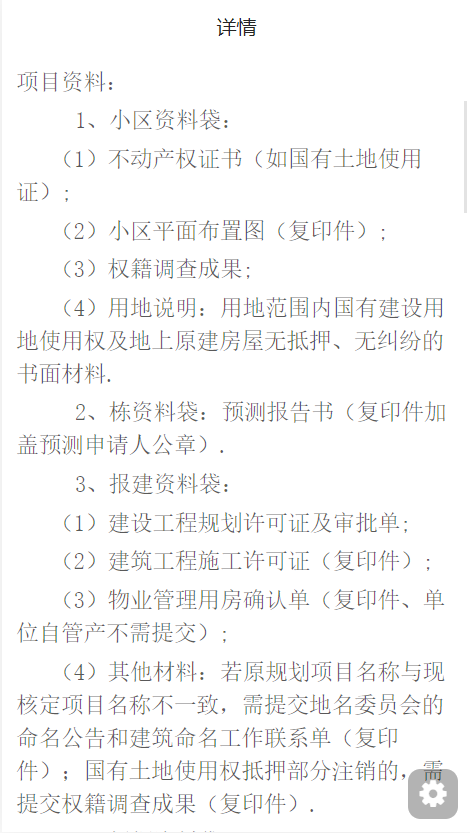 详情
项目资料：
1、小区资料袋：
（1）不动产权证书（如国有土地使用
证）;
（2）小区平面布置图（复印件）;
（3）权籍调查成果;
（4）用地说明：用地范围内国有建设用
地使用权及地上原建房屋无抵押、无纠纷的
书面材料.
2、栋资料袋：预测报告书（复印件加
盖预测申请人公章）.
3、报建资料袋：
（1）建设工程规划许可证及审批单;
（2）建筑工程施工许可证（复印件）;
（3）物业管理用房确认单（复印件、单
位自管产不需提交）;
（4）其他材料：若原规划项目名称与现
核定项目名称不一致，需提交地名委员会的
命名公告和建筑命名工作联系单（复印
件）；国有土地使用权抵押部分注销的，需
提交权籍调查成果（复印件）.